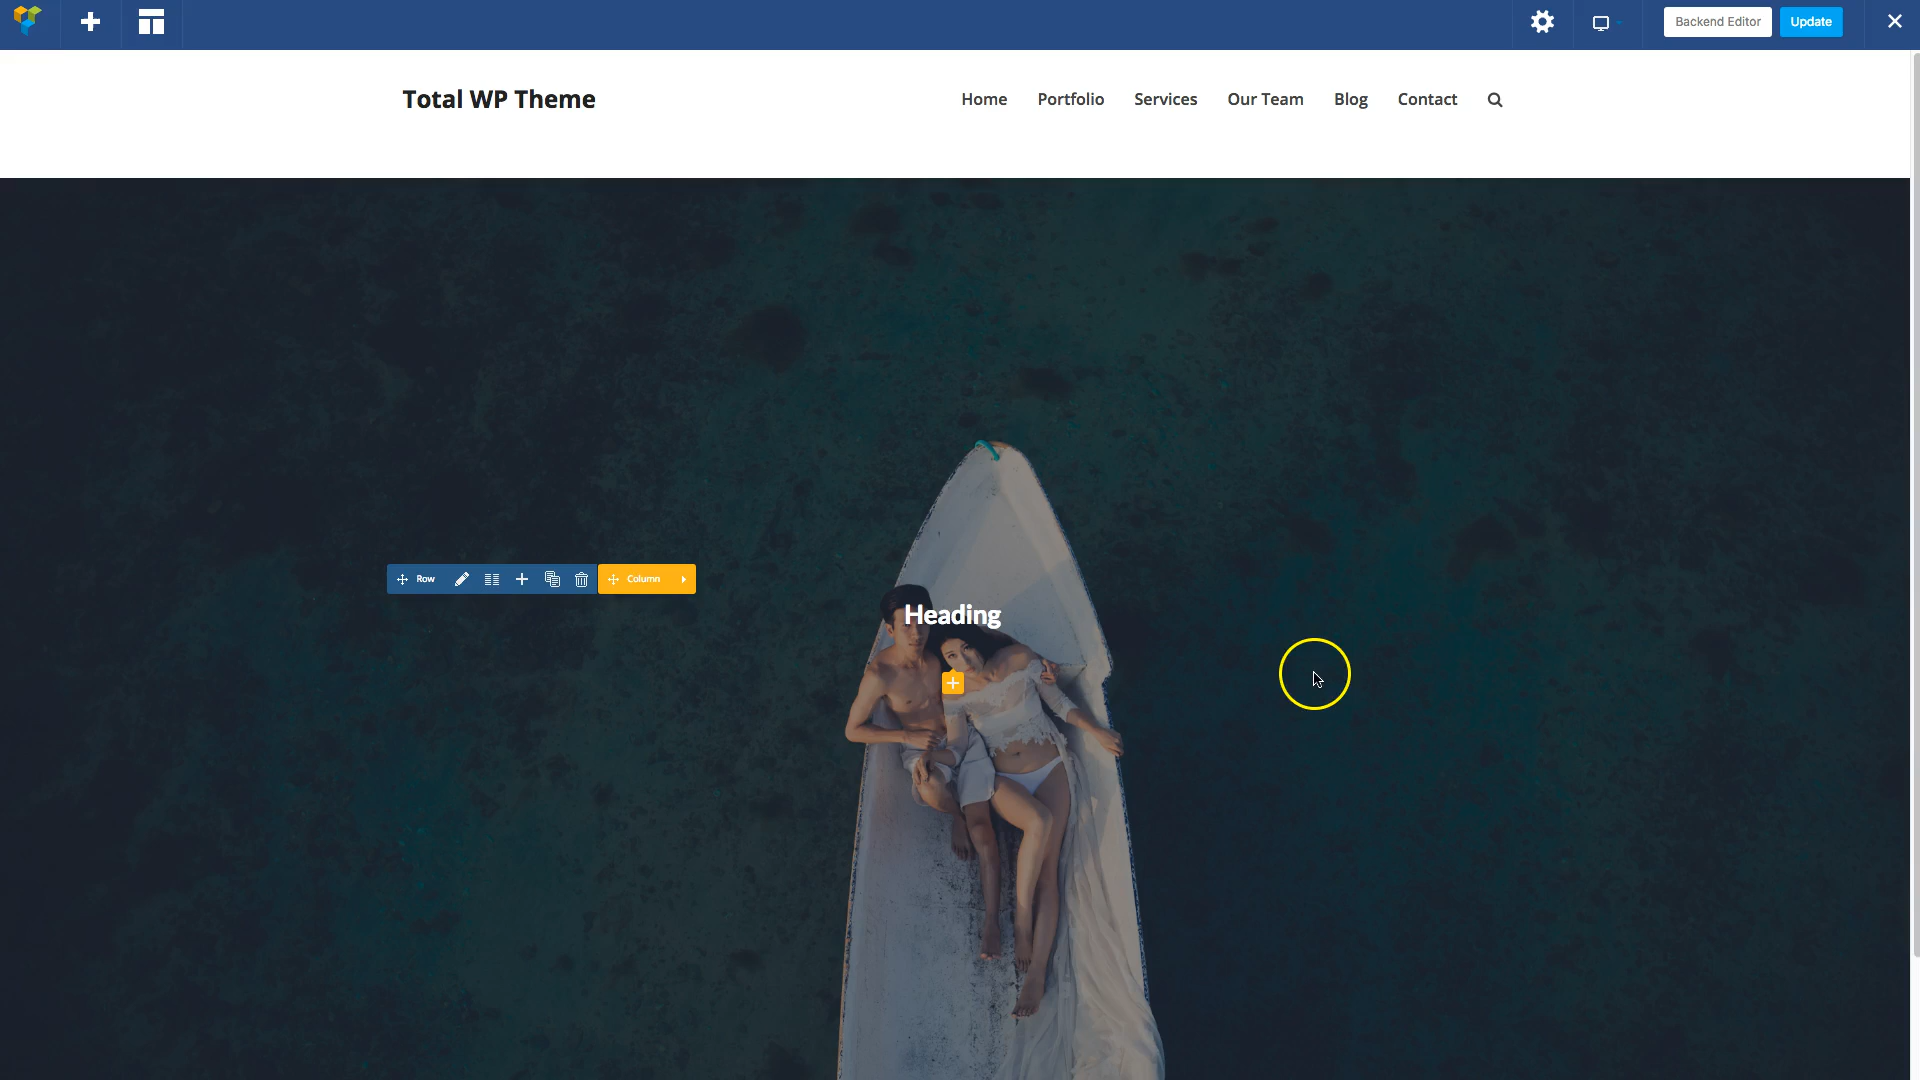 Backend Editor Update
Total WP Theme Home Portfolio Services Our Team Blog Contact
Row Column
Heading